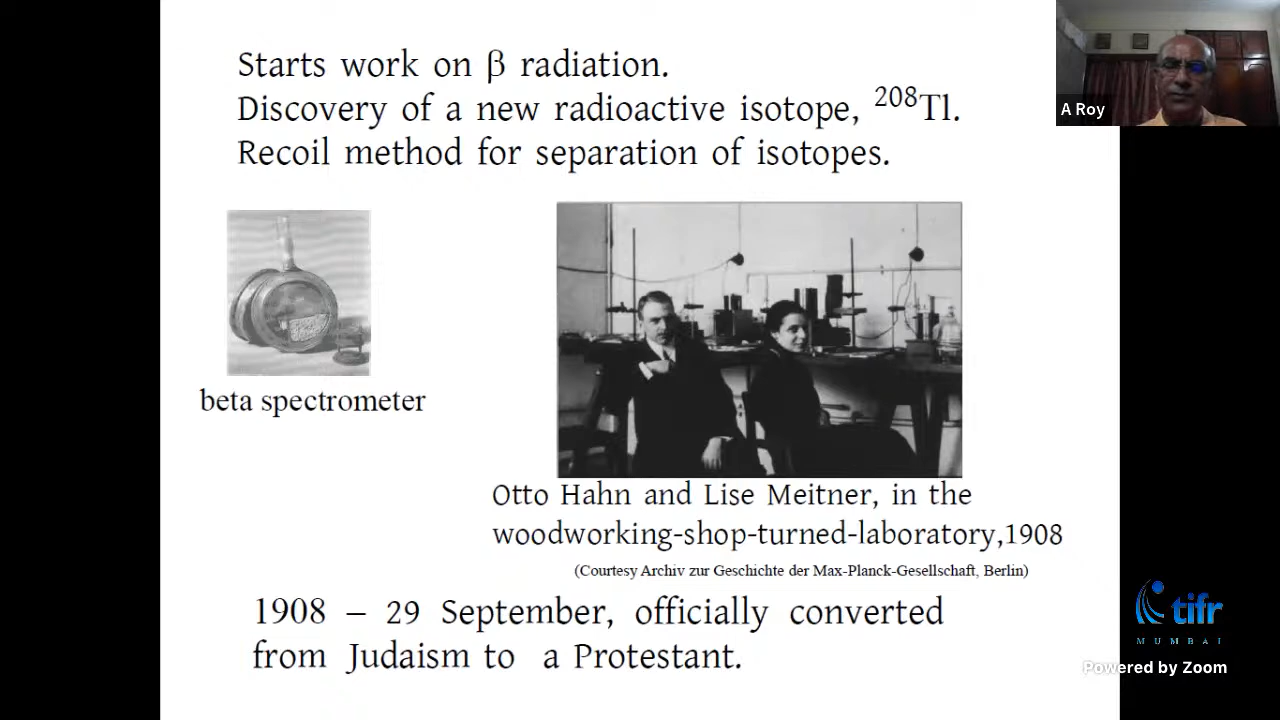 Starts work on β radiation.
Discovery of a new radioactive isotope, ²⁰⁸Tl.
Recoil method for separation of isotopes.
A Roy
beta spectrometer
Otto Hahn and Lise Meitner, in the
woodworking-shop-turned-laboratory,1908
(Courtesy Archiv zur Geschichte der Max-Planck-Gesellschaft, Berlin)
1908 – 29 September, officially converted
from Judaism to a Protestant.
tifr
MUMBAI
Powered by Zoom